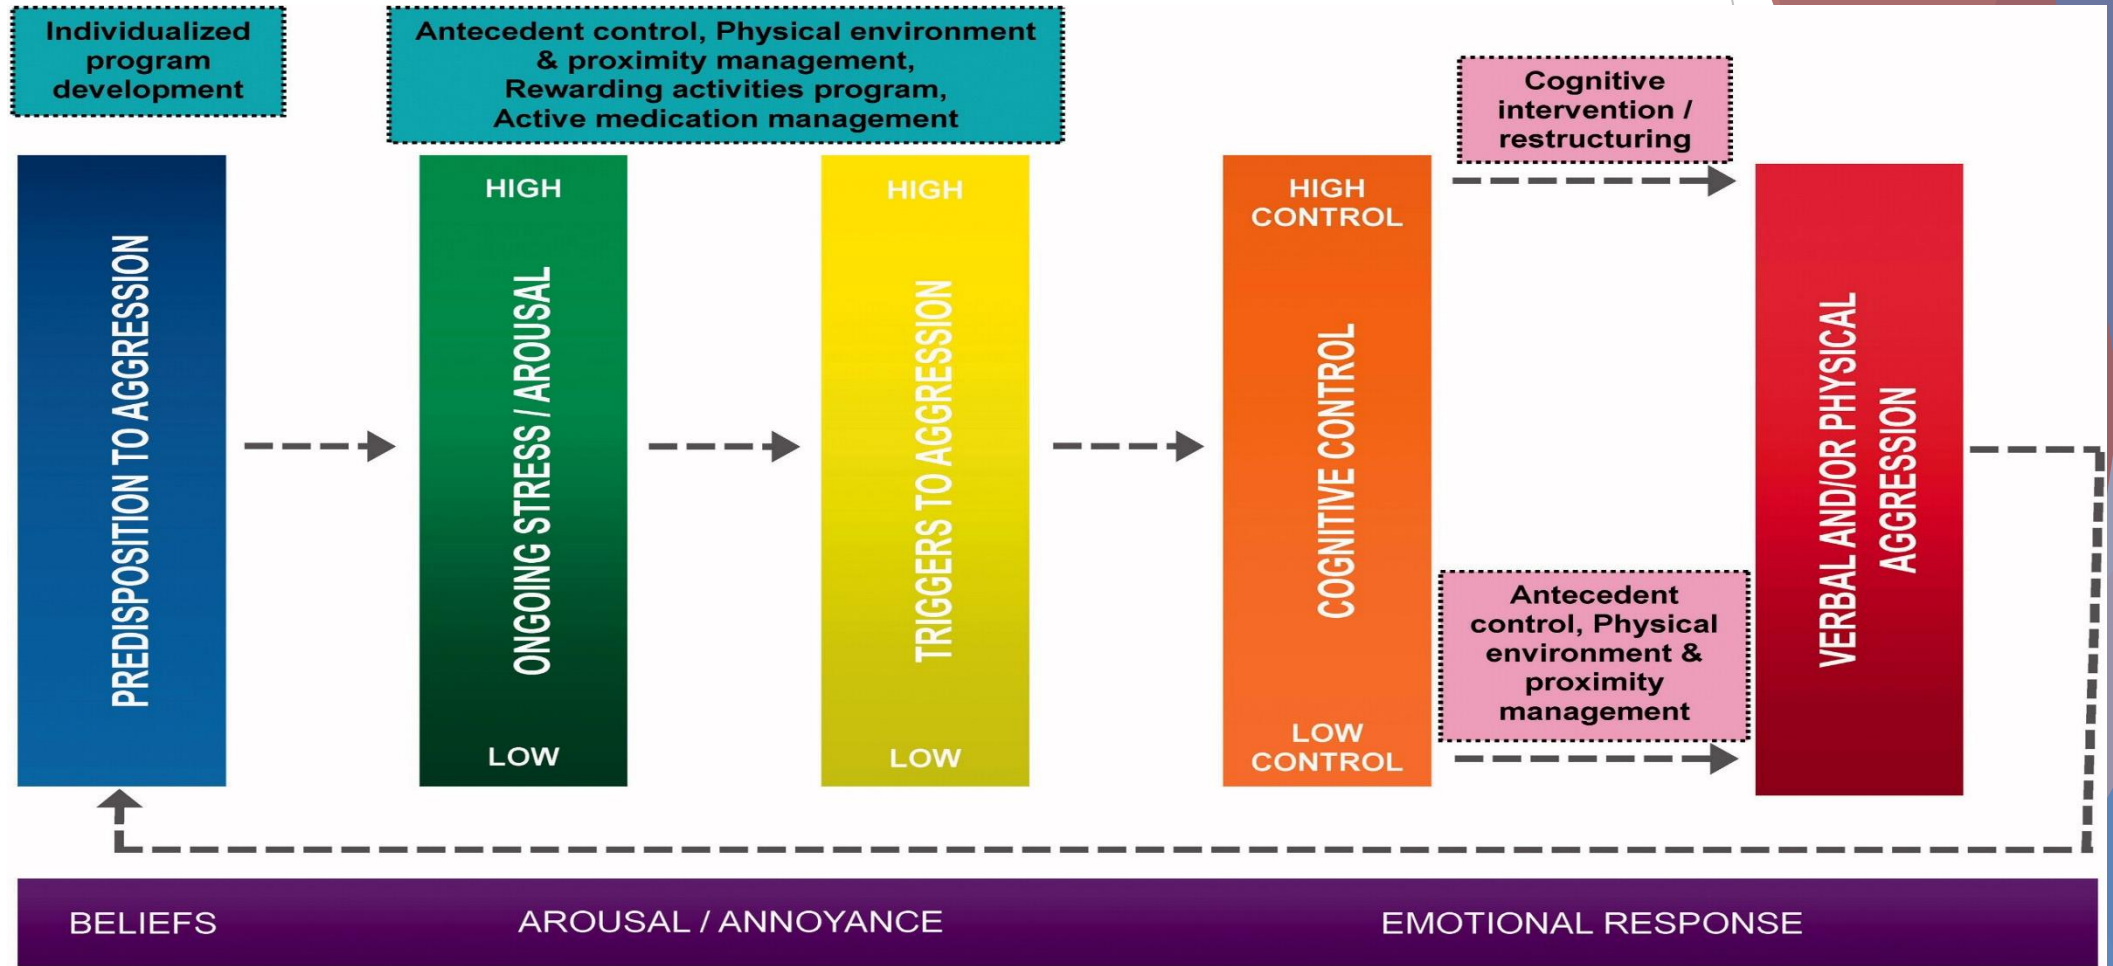 Individualized
program
development
Antecedent control, Physical environment
& proximity management,
Rewarding activities program,
Active medication management
Cognitive
intervention /
restructuring
PREDISPOSITION TO AGGRESSION
HIGH
ONGOING STRESS / AROUSAL
LOW
HIGH
TRIGGERS TO AGGRESSION
LOW
HIGH
CONTROL
COGNITIVE CONTROL
LOW
CONTROL
Antecedent
control, Physical
environment &
proximity
management
VERBAL AND/OR PHYSICAL
AGGRESSION
BELIEFS
AROUSAL / ANNOYANCE
EMOTIONAL RESPONSE